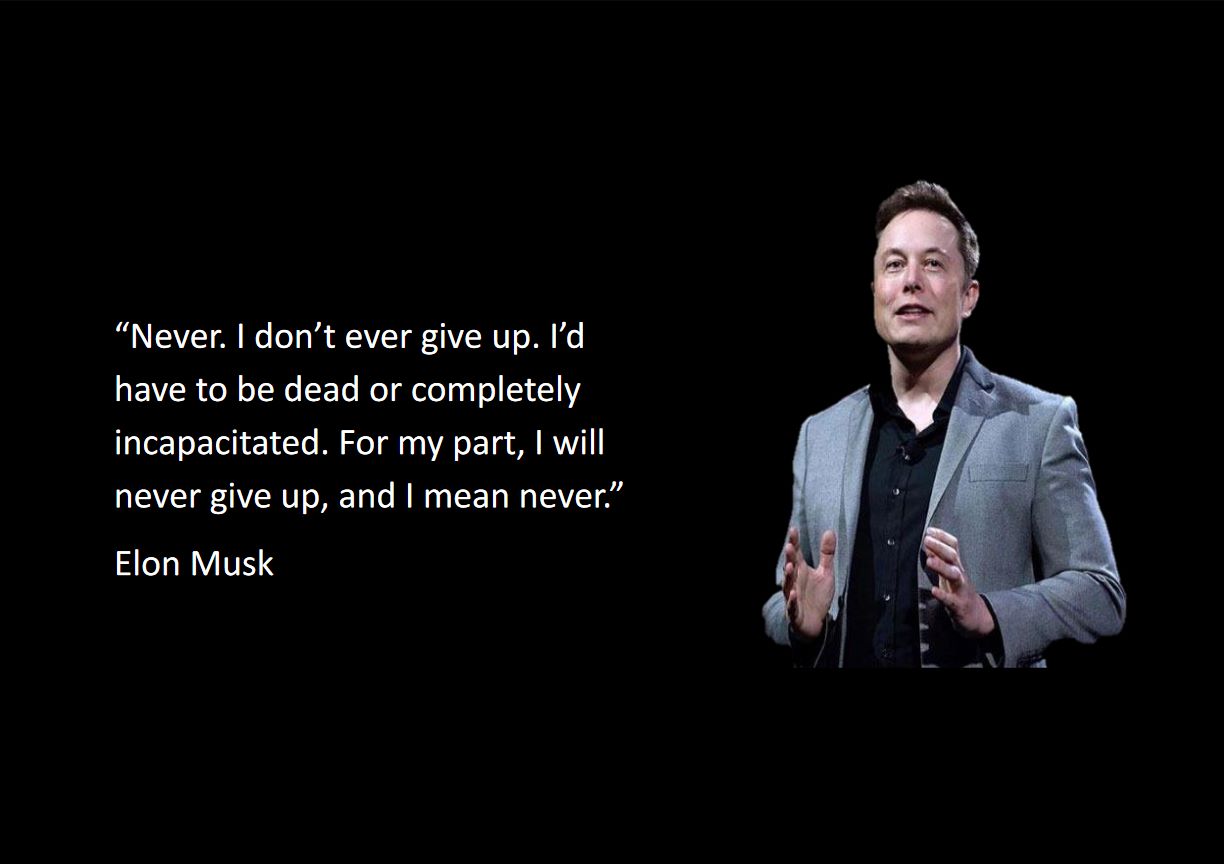 “Never. I don’t ever give up. I’d
have to be dead or completely
incapacitated. For my part, I will
never give up, and I mean never.”
Elon Musk